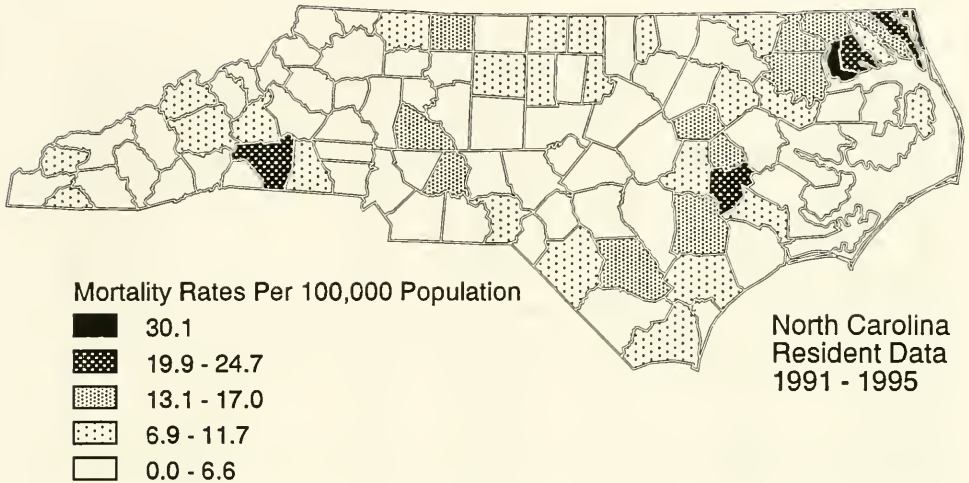 Mortality Rates Per 100,000 Population
30.1
19.9 - 24.7
13.1 - 17.0
6.9 - 11.7
0.0 - 6.6
North Carolina
Resident Data
1991 - 1995